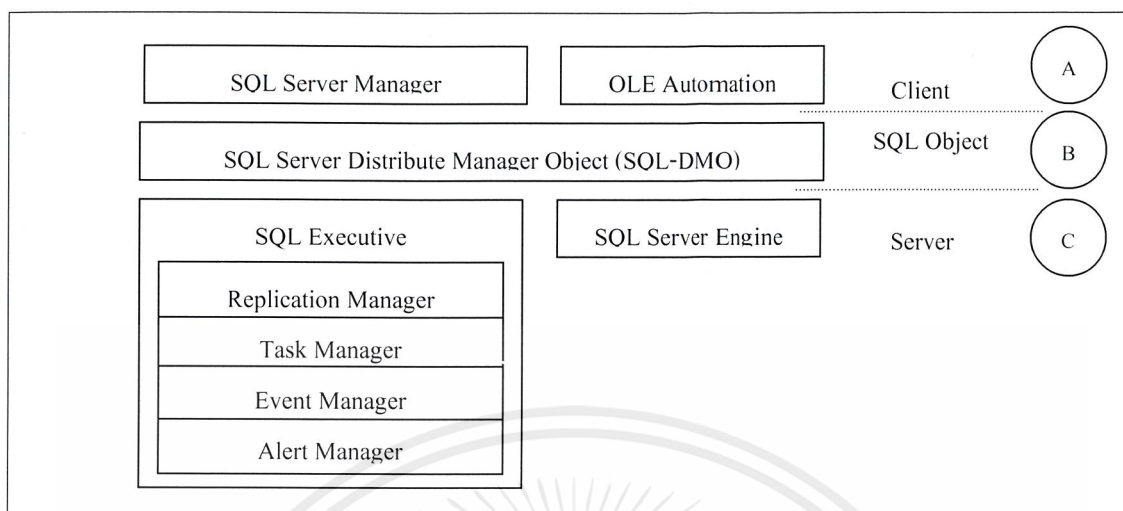 SQL Server Manager
OLE Automation
Client
A
SQL Server Distribute Manager Object (SQL-DMO)
SQL Object
B
SQL Executive
SQL Server Engine
Server
C
Replication Manager
Task Manager
Event Manager
Alert Manager